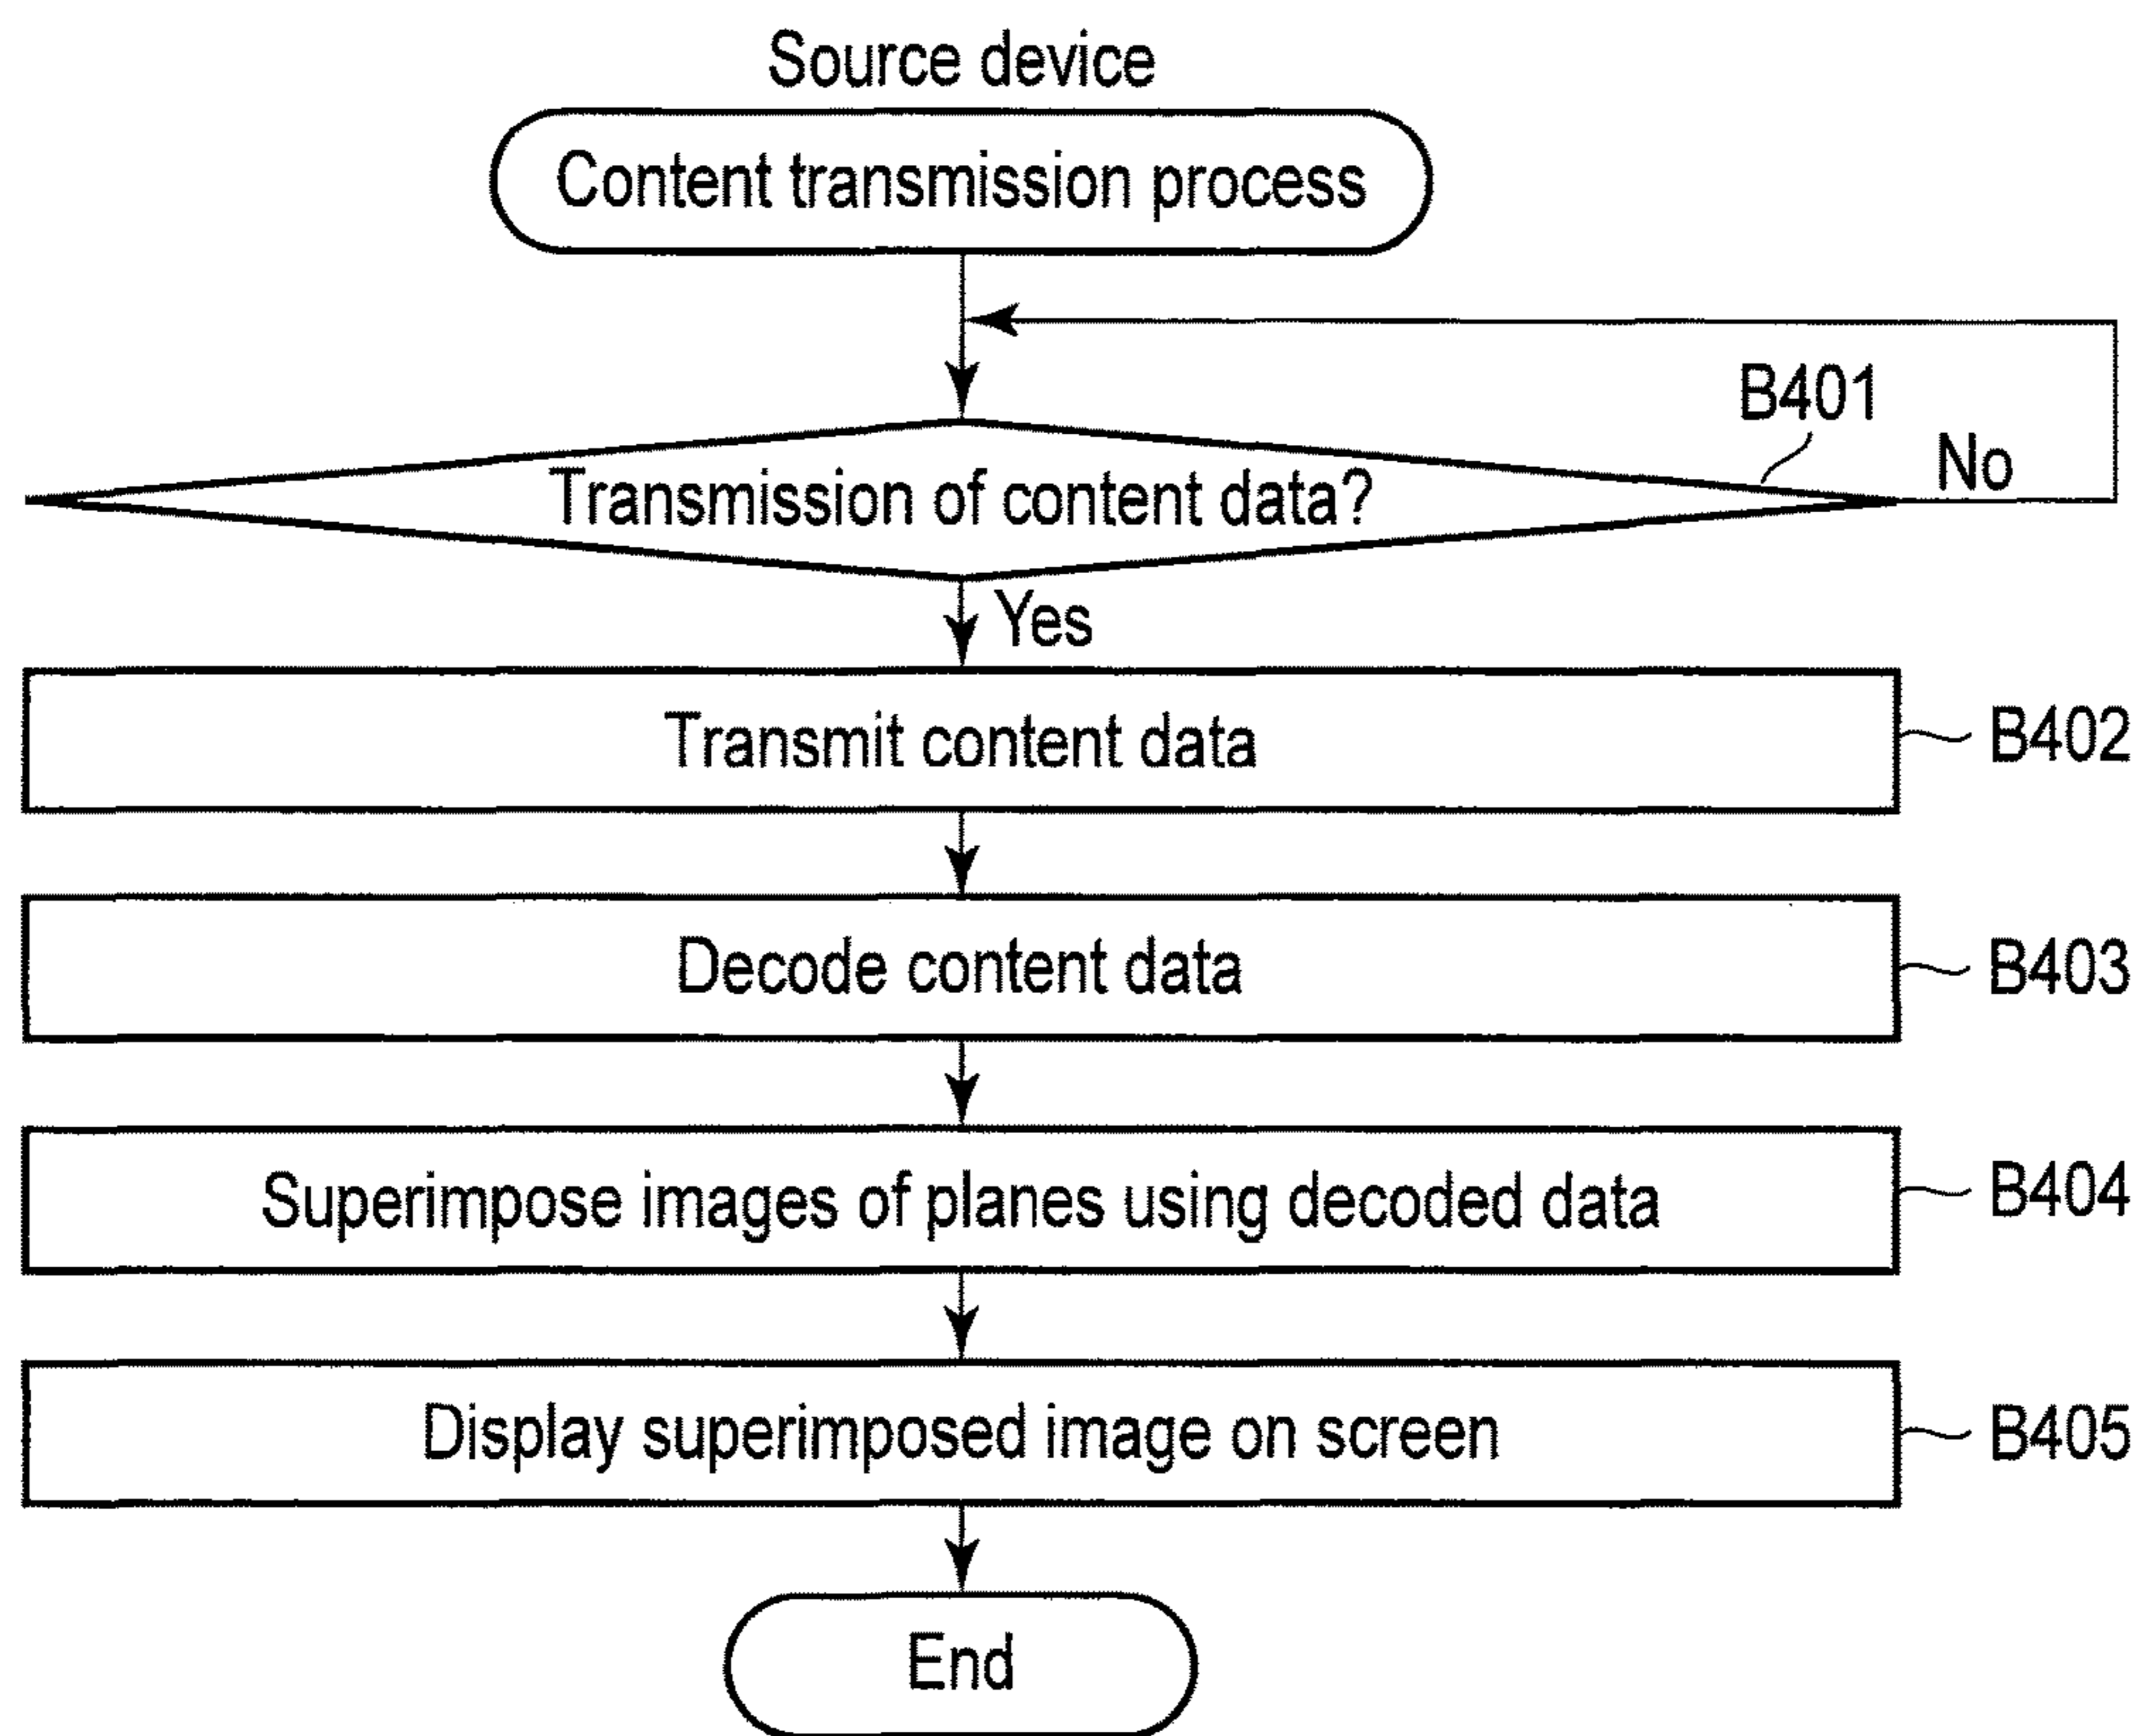 Source device
Content transmission process
B401
Transmission of content data?
No
Yes
Transmit content data
B402
Decode content data
B403
Superimpose images of planes using decoded data
B404
Display superimposed image on screen
B405
End